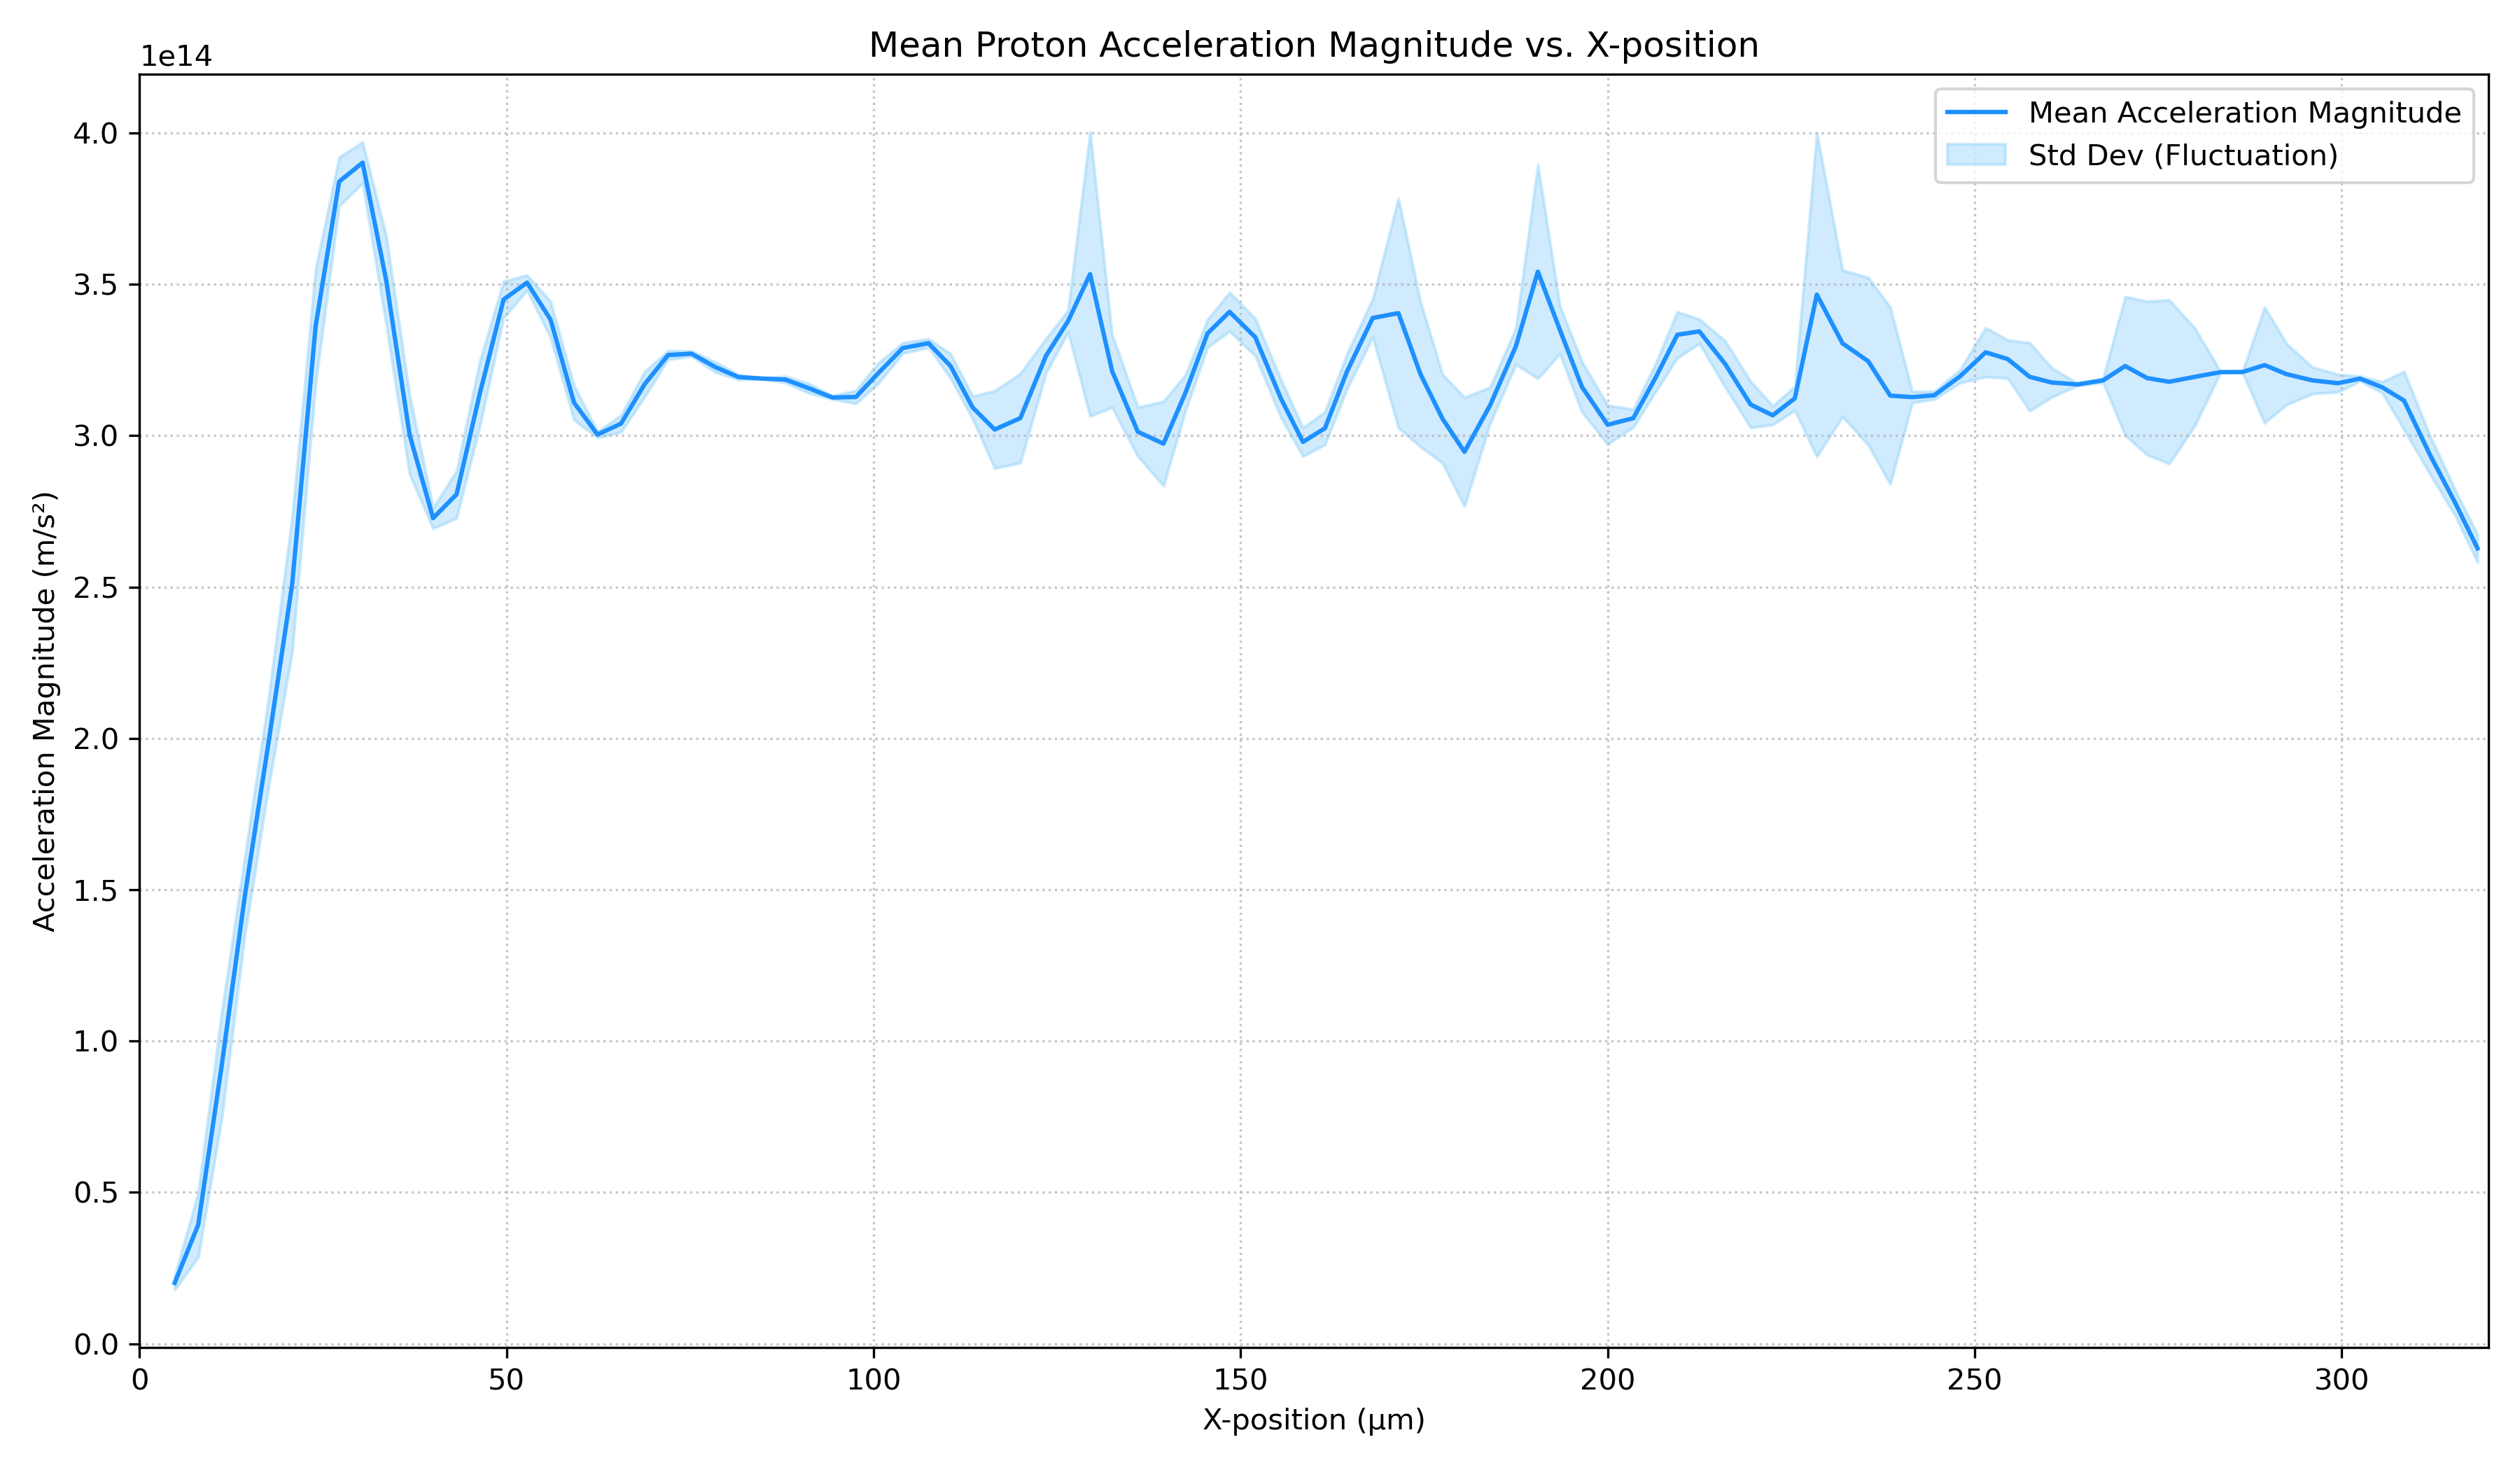 Mean Proton Acceleration Magnitude vs. X-position
1e14
Mean Acceleration Magnitude
Std Dev (Fluctuation)
4.0
3.5
3.0
2.5
2.0
1.5
1.0
0.5
0.0
Acceleration Magnitude (m/s²)
0 50 100 150 200 250 300
X-position (μm)